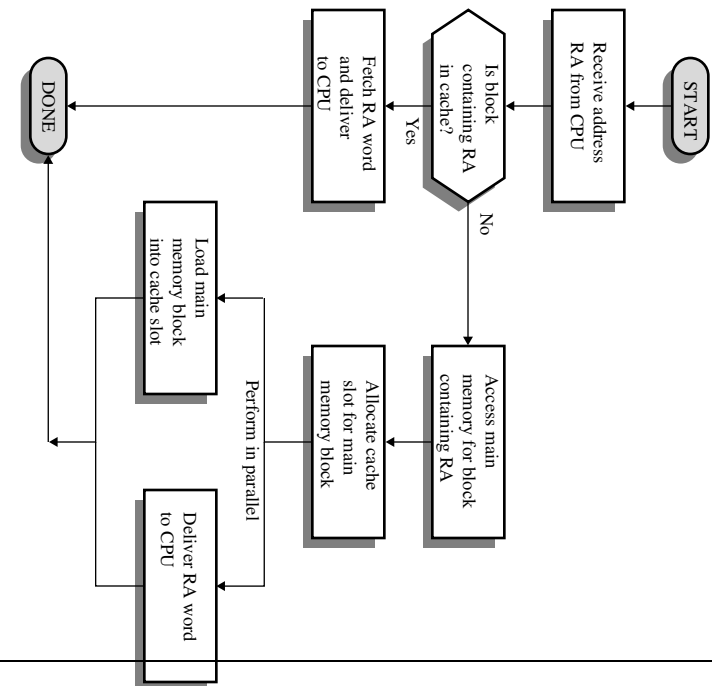 START
Receive address
RA from CPU
Is block
containing RA
in cache?
Yes
No
Fetch RA word
and deliver
to CPU
DONE
Access main
memory for block
containing RA
Allocate cache
slot for main
memory block
Perform in parallel
Load main
memory block
into cache slot
Deliver RA word
to CPU